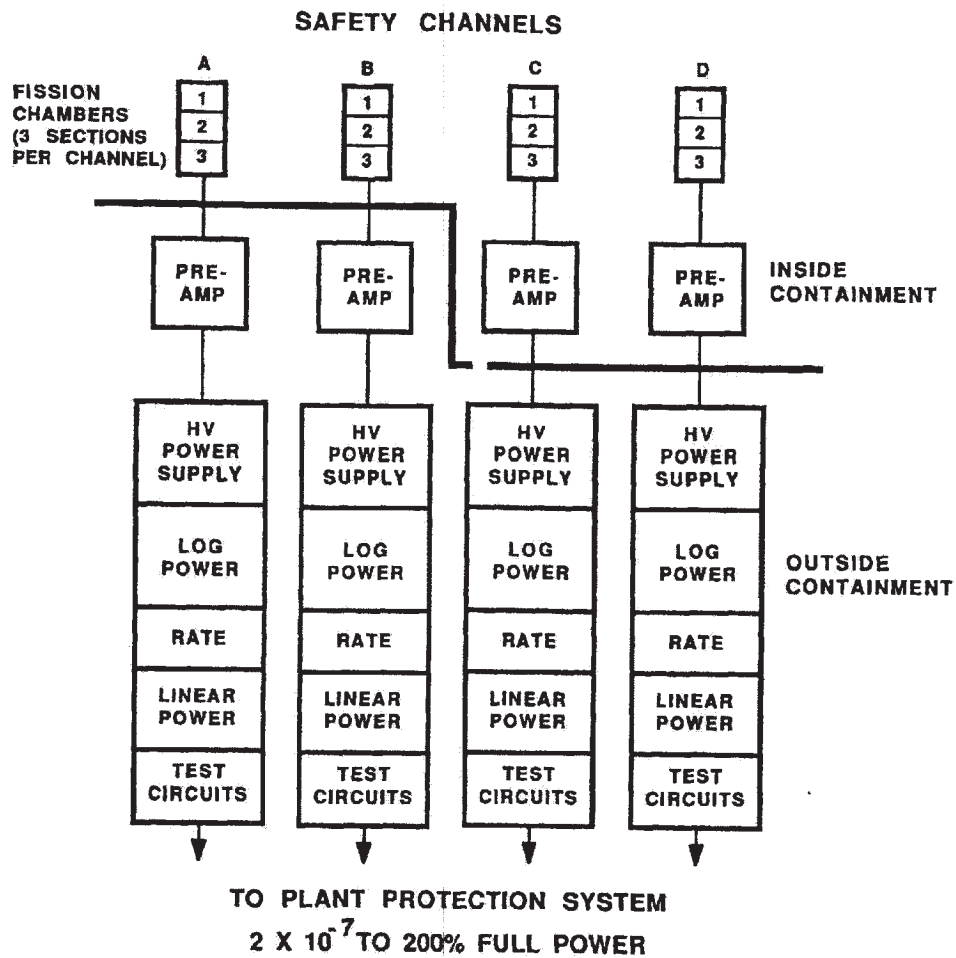 SAFETY CHANNELS
A
B
C
D
FISSION
CHAMBERS
(3 SECTIONS
PER CHANNEL)
1
2
3
1
2
3
1
2
3
1
2
3
PRE-
AMP
PRE-
AMP
PRE-
AMP
PRE-
AMP
INSIDE
CONTAINMENT
HV
POWER
SUPPLY
HV
POWER
SUPPLY
HV
POWER
SUPPLY
HV
POWER
SUPPLY
LOG
POWER
LOG
POWER
LOG
POWER
LOG
POWER
OUTSIDE
CONTAINMENT
RATE
RATE
RATE
RATE
LINEAR
POWER
LINEAR
POWER
LINEAR
POWER
LINEAR
POWER
TEST
CIRCUITS
TEST
CIRCUITS
TEST
CIRCUITS
TEST
CIRCUITS
TO PLANT PROTECTION SYSTEM
2 X 10⁻⁷ TO 200% FULL POWER